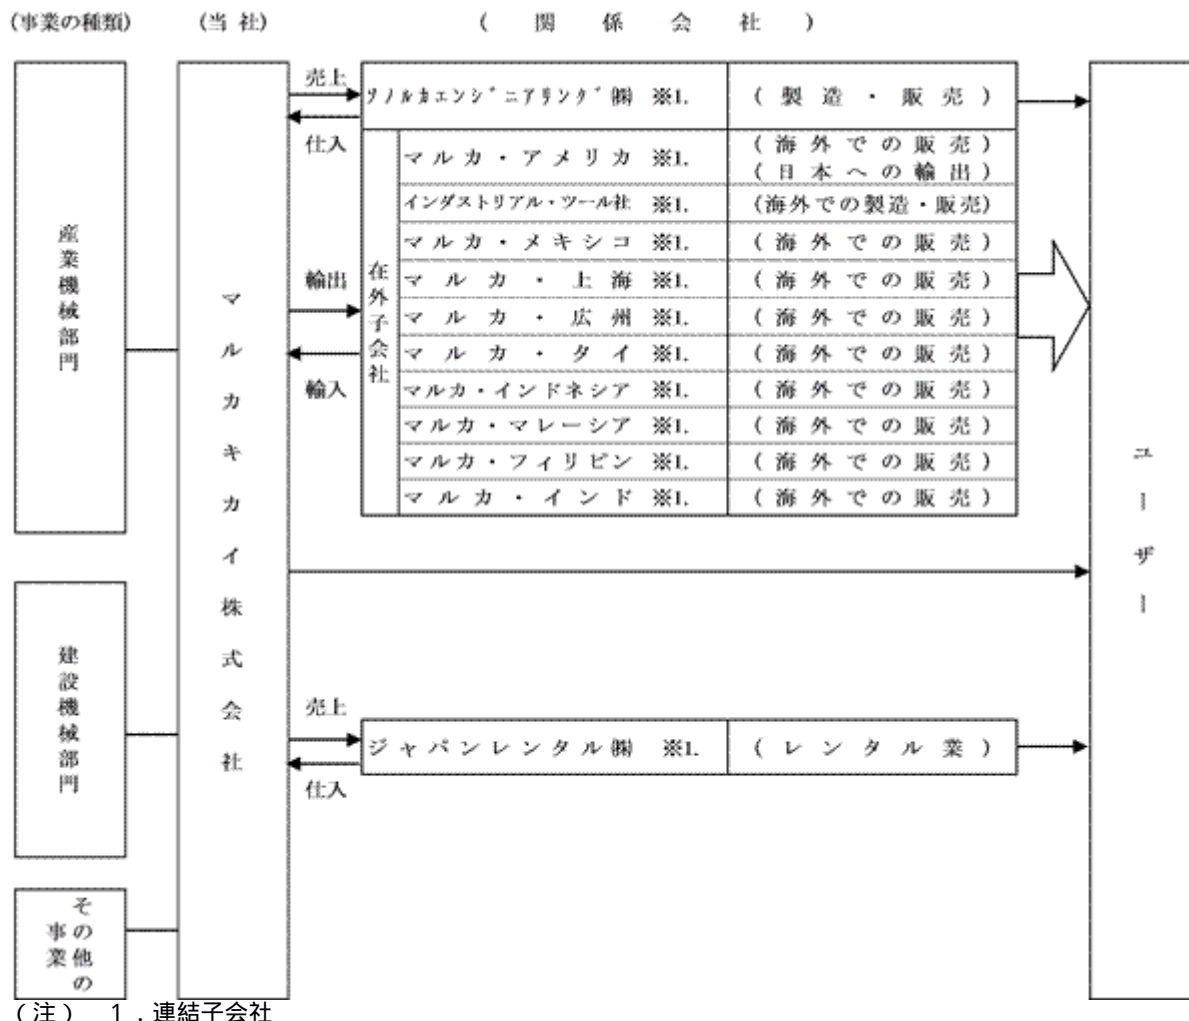 (事業の種類) (当 社) ( 関 係 会 社 )
産業機械部門
建設機械部門
その他の
事業
マルカキカイ株式会社
売上
仕入
ソノルカエンジニアリング㈱ ※1. ( 製 造 ・ 販 売 )
在外子会社
輸出
輸入
マ ル カ ・ ア メ リ カ ※1. ( 海 外 で の 販 売 )
( 日 本 へ の 輸 出 )
インダストリアル・ツール社 ※1. (海外での製造・販売)
マ ル カ ・ メ キ シ コ ※1. ( 海 外 で の 販 売 )
マ ル カ ・ 上 海 ※1. ( 海 外 で の 販 売 )
マ ル カ ・ 広 州 ※1. ( 海 外 で の 販 売 )
マ ル カ ・ タ イ ※1. ( 海 外 で の 販 売 )
マルカ・インドネシア ※1. ( 海 外 で の 販 売 )
マルカ・マレーシア ※1. ( 海 外 で の 販 売 )
マルカ・フィリピン ※1. ( 海 外 で の 販 売 )
マ ル カ ・ イ ン ド ※1. ( 海 外 で の 販 売 )
売上
仕入
ジャパンレンタル㈱ ※1. ( レ ン タ ル 業 )
ユーザー
(注) 1.連結子会社